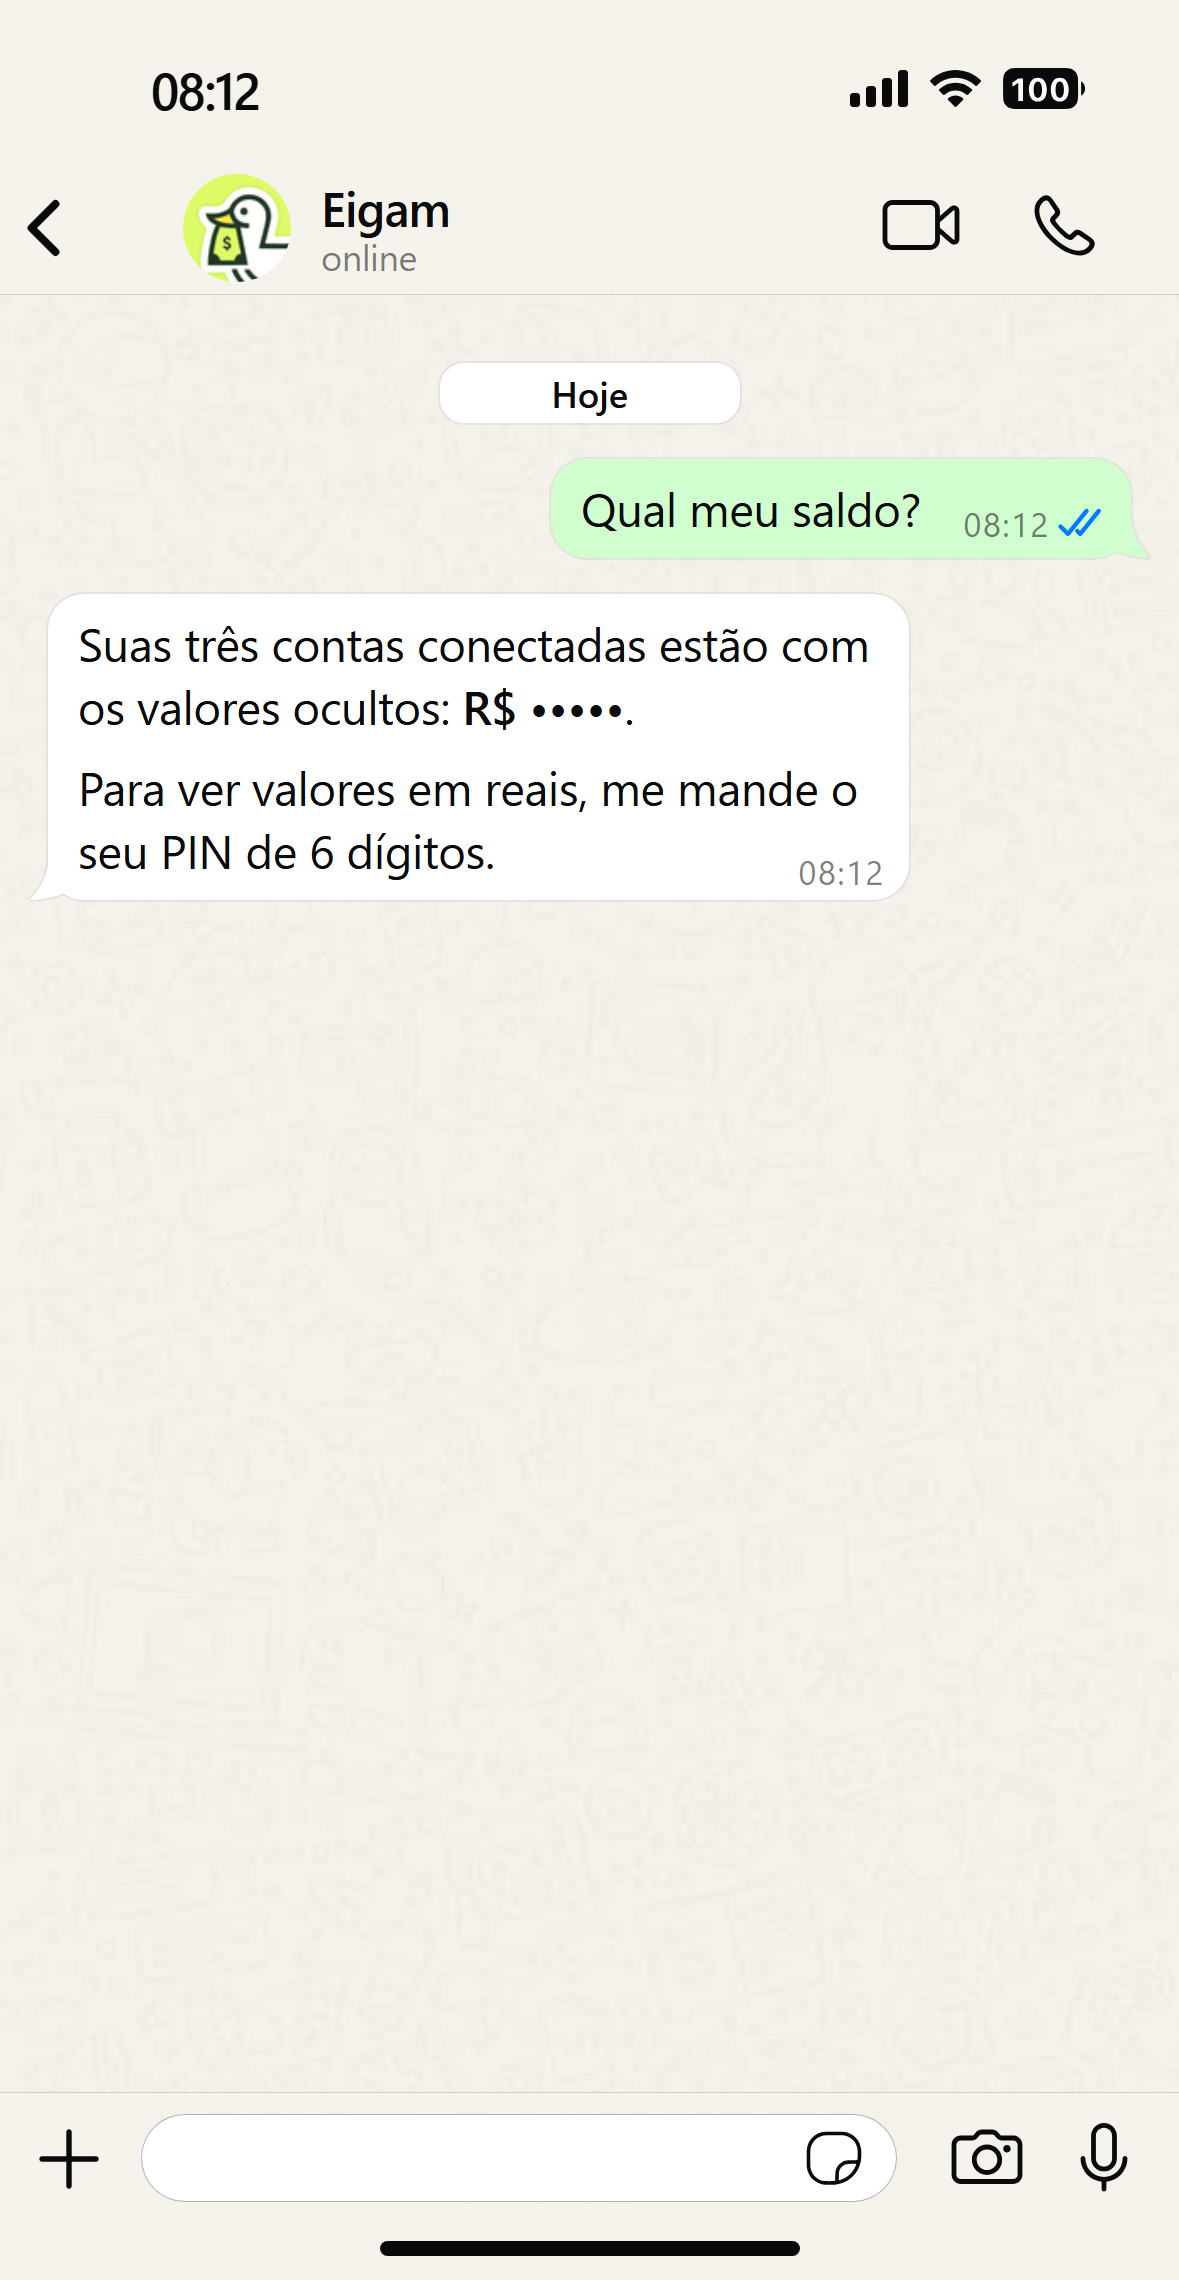 08:12
100
Eigam
online
Hoje
Qual meu saldo?
08:12
Suas três contas conectadas estão com
os valores ocultos: R$ •••••.
Para ver valores em reais, me mande o
seu PIN de 6 dígitos.
08:12